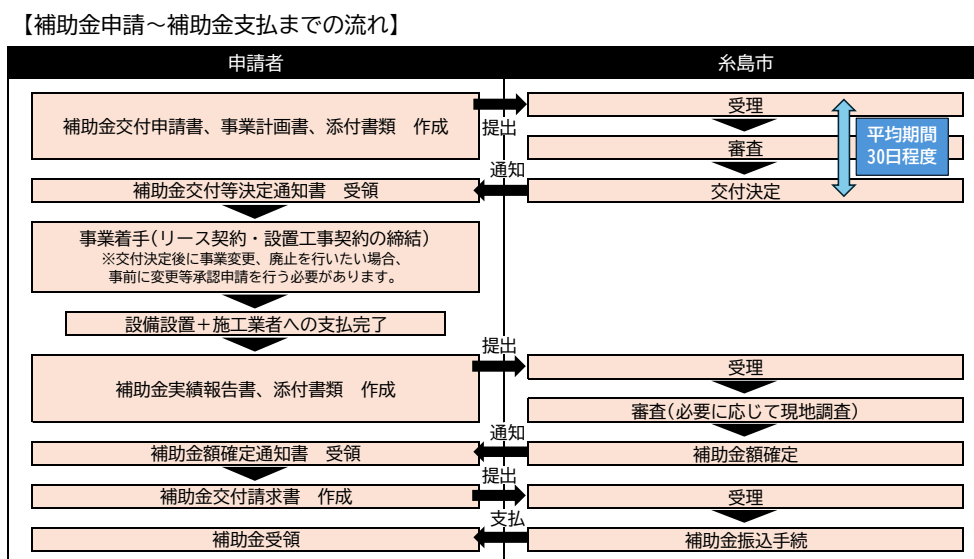 【補助金申請～補助金支払までの流れ】
申請者
糸島市
補助金交付申請書、事業計画書、添付書類　作成
提出
受理
審査
平均期間
30日程度
通知
補助金交付等決定通知書　受領
交付決定
事業着手(リース契約・設置工事契約の締結)
※交付決定後に事業変更、廃止を行いたい場合、
事前に変更等承認申請を行う必要があります。
設備設置＋施工業者への支払完了
提出
補助金実績報告書、添付書類　作成
受理
審査(必要に応じて現地調査)
通知
補助金額確定通知書　受領
補助金額確定
提出
補助金交付請求書　作成
受理
支払
補助金受領
補助金振込手続